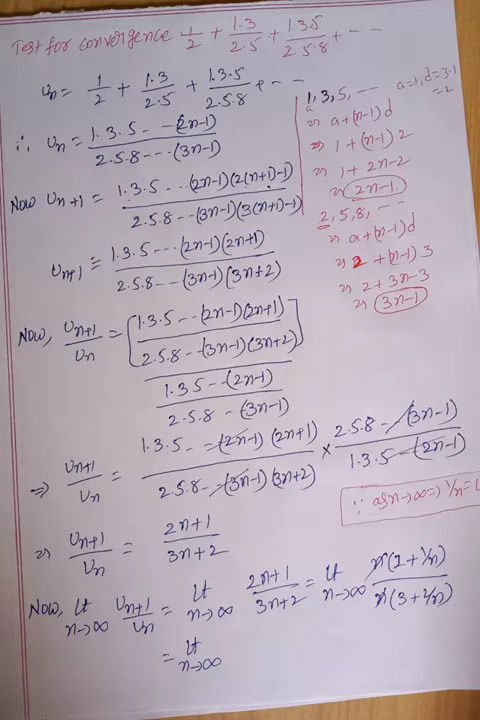 Test for convergence 1/2 + 1.3/2.5 + 1.3.5/2.5.8 + - - -
Un = 1/2 + 1.3/2.5 + 1.3.5/2.5.8 + - - -
∴ Un = 1.3.5 - - - (2n-1) / 2.5.8 - - - (3n-1)
Now Un+1 = 1.3.5 - - - (2n-1)(2(n+1)-1) / 2.5.8 - - - (3n-1)(3(n+1)-1)
Un+1 = 1.3.5 - - - (2n-1)(2n+1) / 2.5.8 - - - (3n-1)(3n+2)
Now, Un+1/Un = [1.3.5 - - - (2n-1)(2n+1) / 2.5.8 - - - (3n-1)(3n+2)]
1.3.5 - - (2n-1) / 2.5.8 - - (3n-1)
⇒ Un+1/Un = 1.3.5 - - - (2n-1)(2n+1) / 2.5.8 - - - (3n-1)(3n+2) × 2.5.8 - - (3n-1) / 1.3.5 - - (2n-1)
⇒ Un+1/Un = 2n+1 / 3n+2
Now, Lt n→∞ Un+1/Un = Lt n→∞ 2n+1 / 3n+2 = Lt n→∞ n(2+1/n) / n(3+2/n)
= Lt n→∞
1, 3, 5, - - - a=1, d=3-1
a =2
⇒ a+(n-1)d
⇒ 1+(n-1)2
⇒ 1+2n-2
⇒ 2n-1
2, 5, 8, - - -
⇒ a+(n-1)d
⇒ 2+(n-1)3
⇒ 2+3n-3
⇒ 3n-1
∵ as n→∞ ⇒ 1/n =